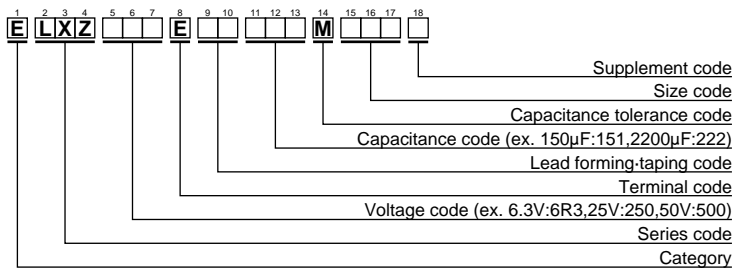 1 2 3 4 5 6 7 8 9 10 11 12 13 14 15 16 17 18
E L X Z E M
Supplement code
Size code
Capacitance tolerance code
Capacitance code (ex. 150µF:151,2200µF:222)
Lead forming·taping code
Terminal code
Voltage code (ex. 6.3V:6R3,25V:250,50V:500)
Series code
Category